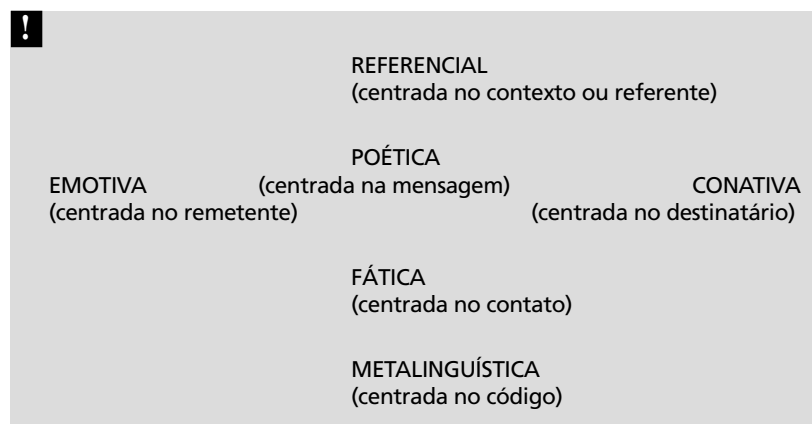 !
REFERENCIAL
(centrada no contexto ou referente)
POÉTICA
EMOTIVA (centrada na mensagem) CONATIVA
(centrada no remetente) (centrada no destinatário)
FÁTICA
(centrada no contato)
METALINGUÍSTICA
(centrada no código)